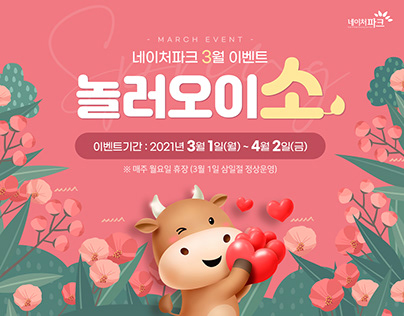 네이처파크
- MARCH EVENT -
Spring
네이처파크 3월 이벤트
놀러오이소
이벤트기간 : 2021년 3월 1일(월) ~ 4월 2일(금)
※ 매주 월요일 휴장 (3월 1일 삼일절 정상운영)